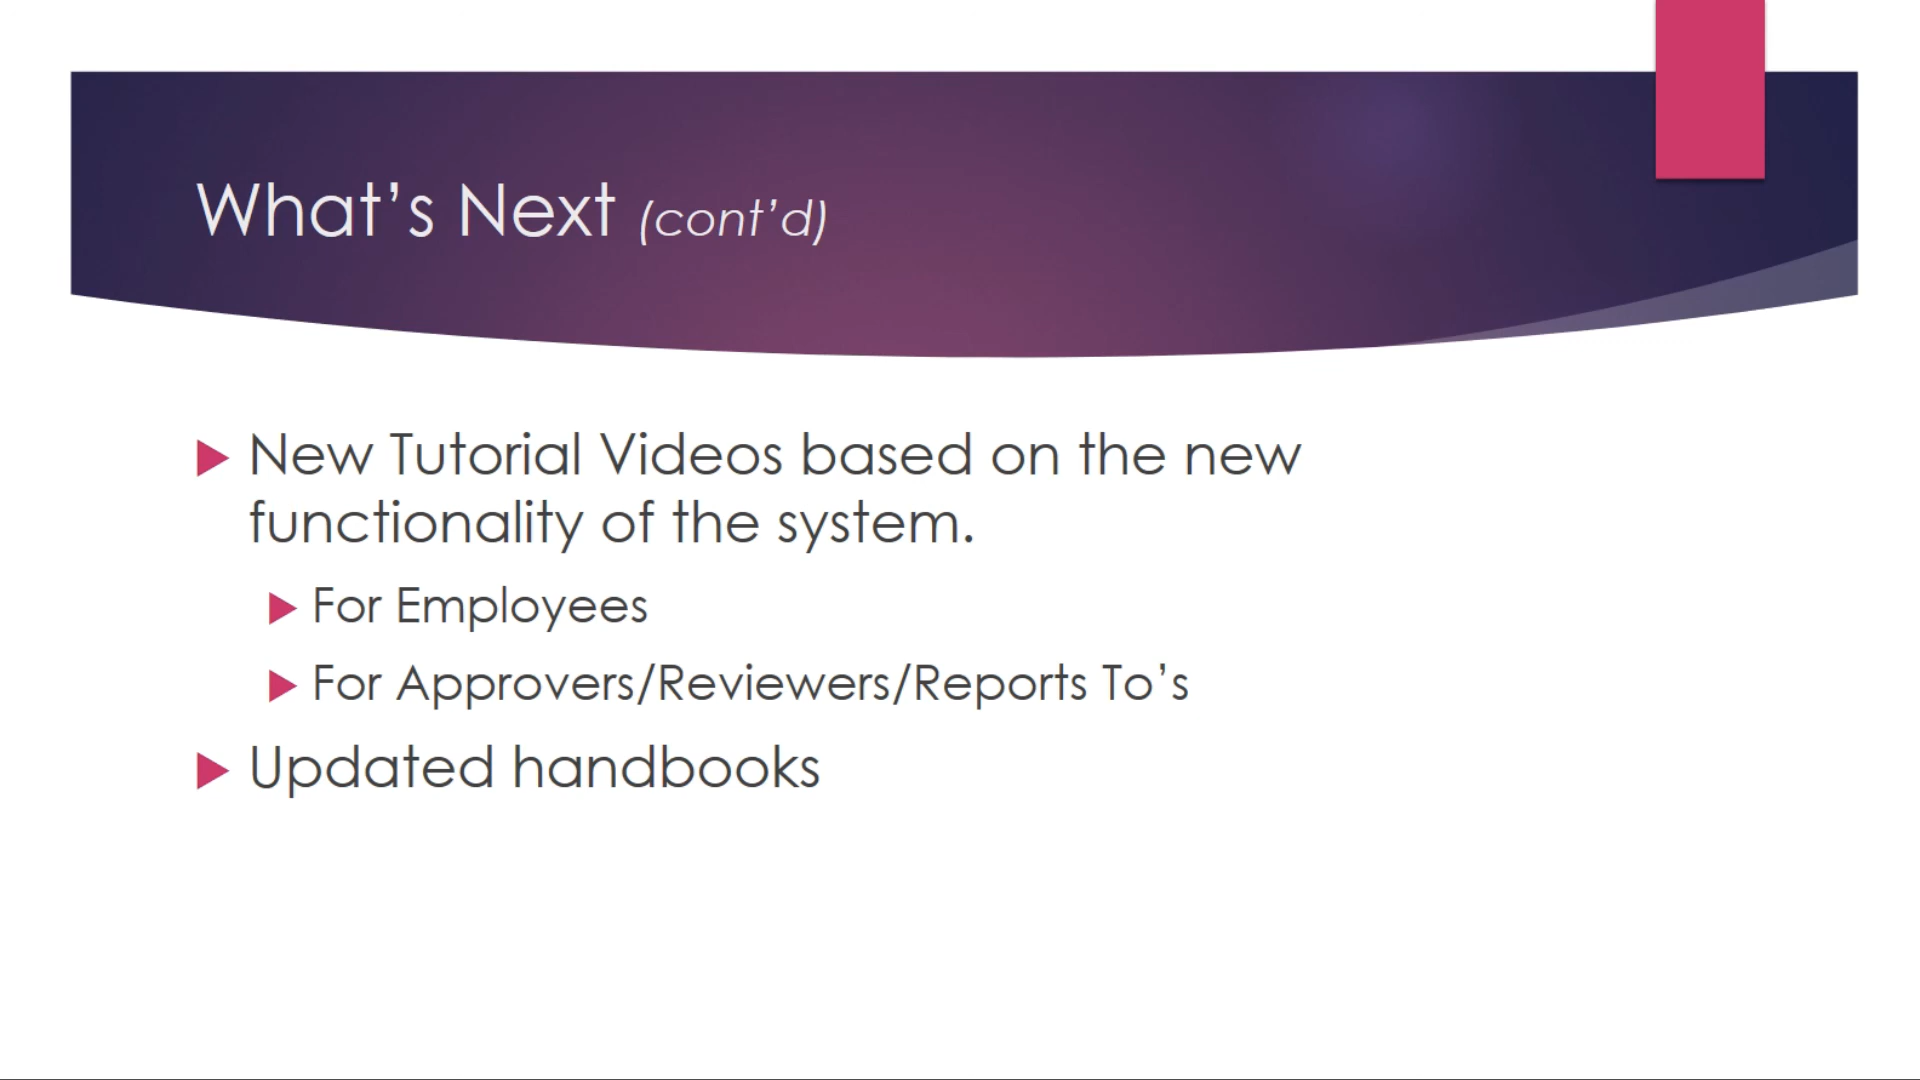 What’s Next (cont’d)
New Tutorial Videos based on the new
functionality of the system.
For Employees
For Approvers/Reviewers/Reports To’s
Updated handbooks